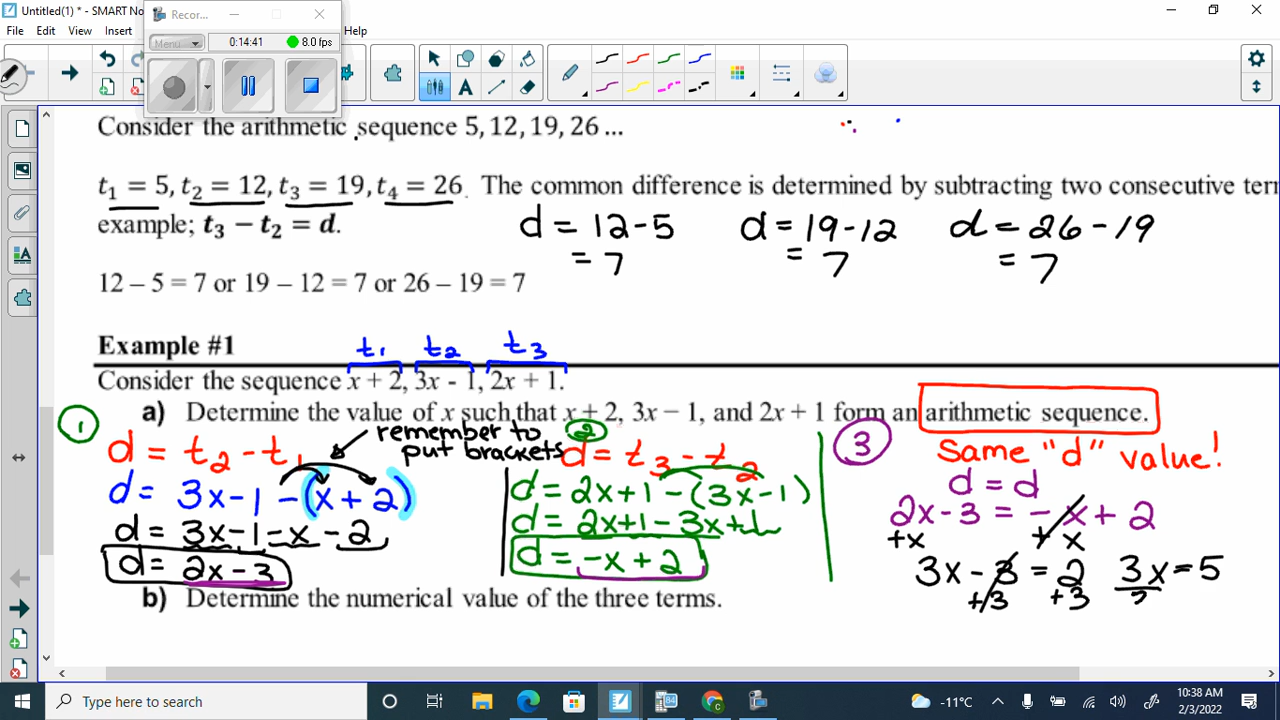 Untitled(1) * - SMART No
Recor...
File Edit View Insert Help
Menu 0:14:41 8.0 fps
Consider the arithmetic sequence 5, 12, 19, 26 ...
t₁ = 5, t₂ = 12, t₃ = 19, t₄ = 26. The common difference is determined by subtracting two consecutive ter
example; t₃ − t₂ = d.
d = 12-5 d = 19-12 d = 26-19
= 7 = 7 = 7
12 – 5 = 7 or 19 – 12 = 7 or 26 – 19 = 7
Example #1
t₁ t₂ t₃
Consider the sequence x + 2, 3x - 1, 2x + 1.
a) Determine the value of x such that x + 2, 3x − 1, and 2x + 1 form an arithmetic sequence.
①
d = t₂ - t₁
remember to put brackets
d = 3x-1 -(x + 2)
d = 3x-1 -x - 2
d = 2x-3
②
d = t₃ - t₂
d = 2x+1 -(3x-1)
d = 2x+1 - 3x+1
d = -x + 2
③
Same "d" value!
d = d
2x-3 = -x+2
+x +x
3x-3 = 2 3x=5
+3 +3
b) Determine the numerical value of the three terms.
Type here to search
-11°C
10:38 AM
2/3/2022